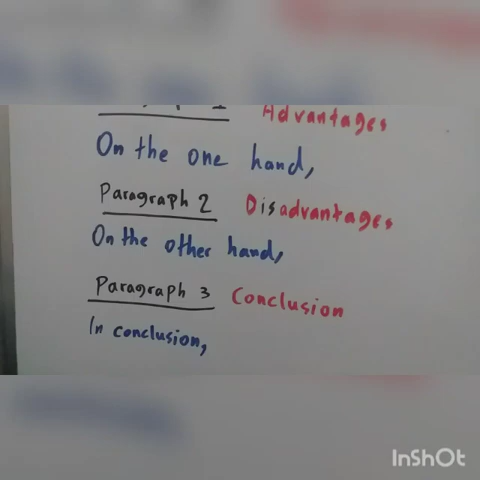 Advantages
On the one hand,
Paragraph 2 Disadvantages
On the other hand,
Paragraph 3 Conclusion
In conclusion,
InShOt